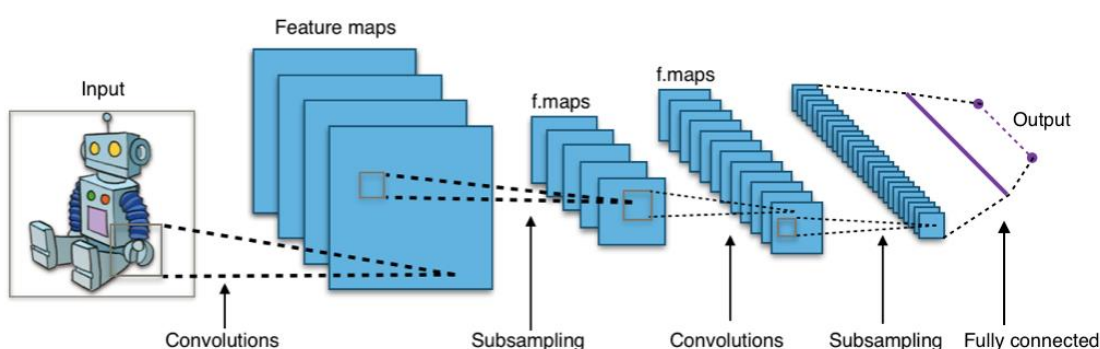 Feature maps
f.maps
Input
f.maps
Output
Convolutions
Subsampling
Convolutions
Subsampling
Fully connected